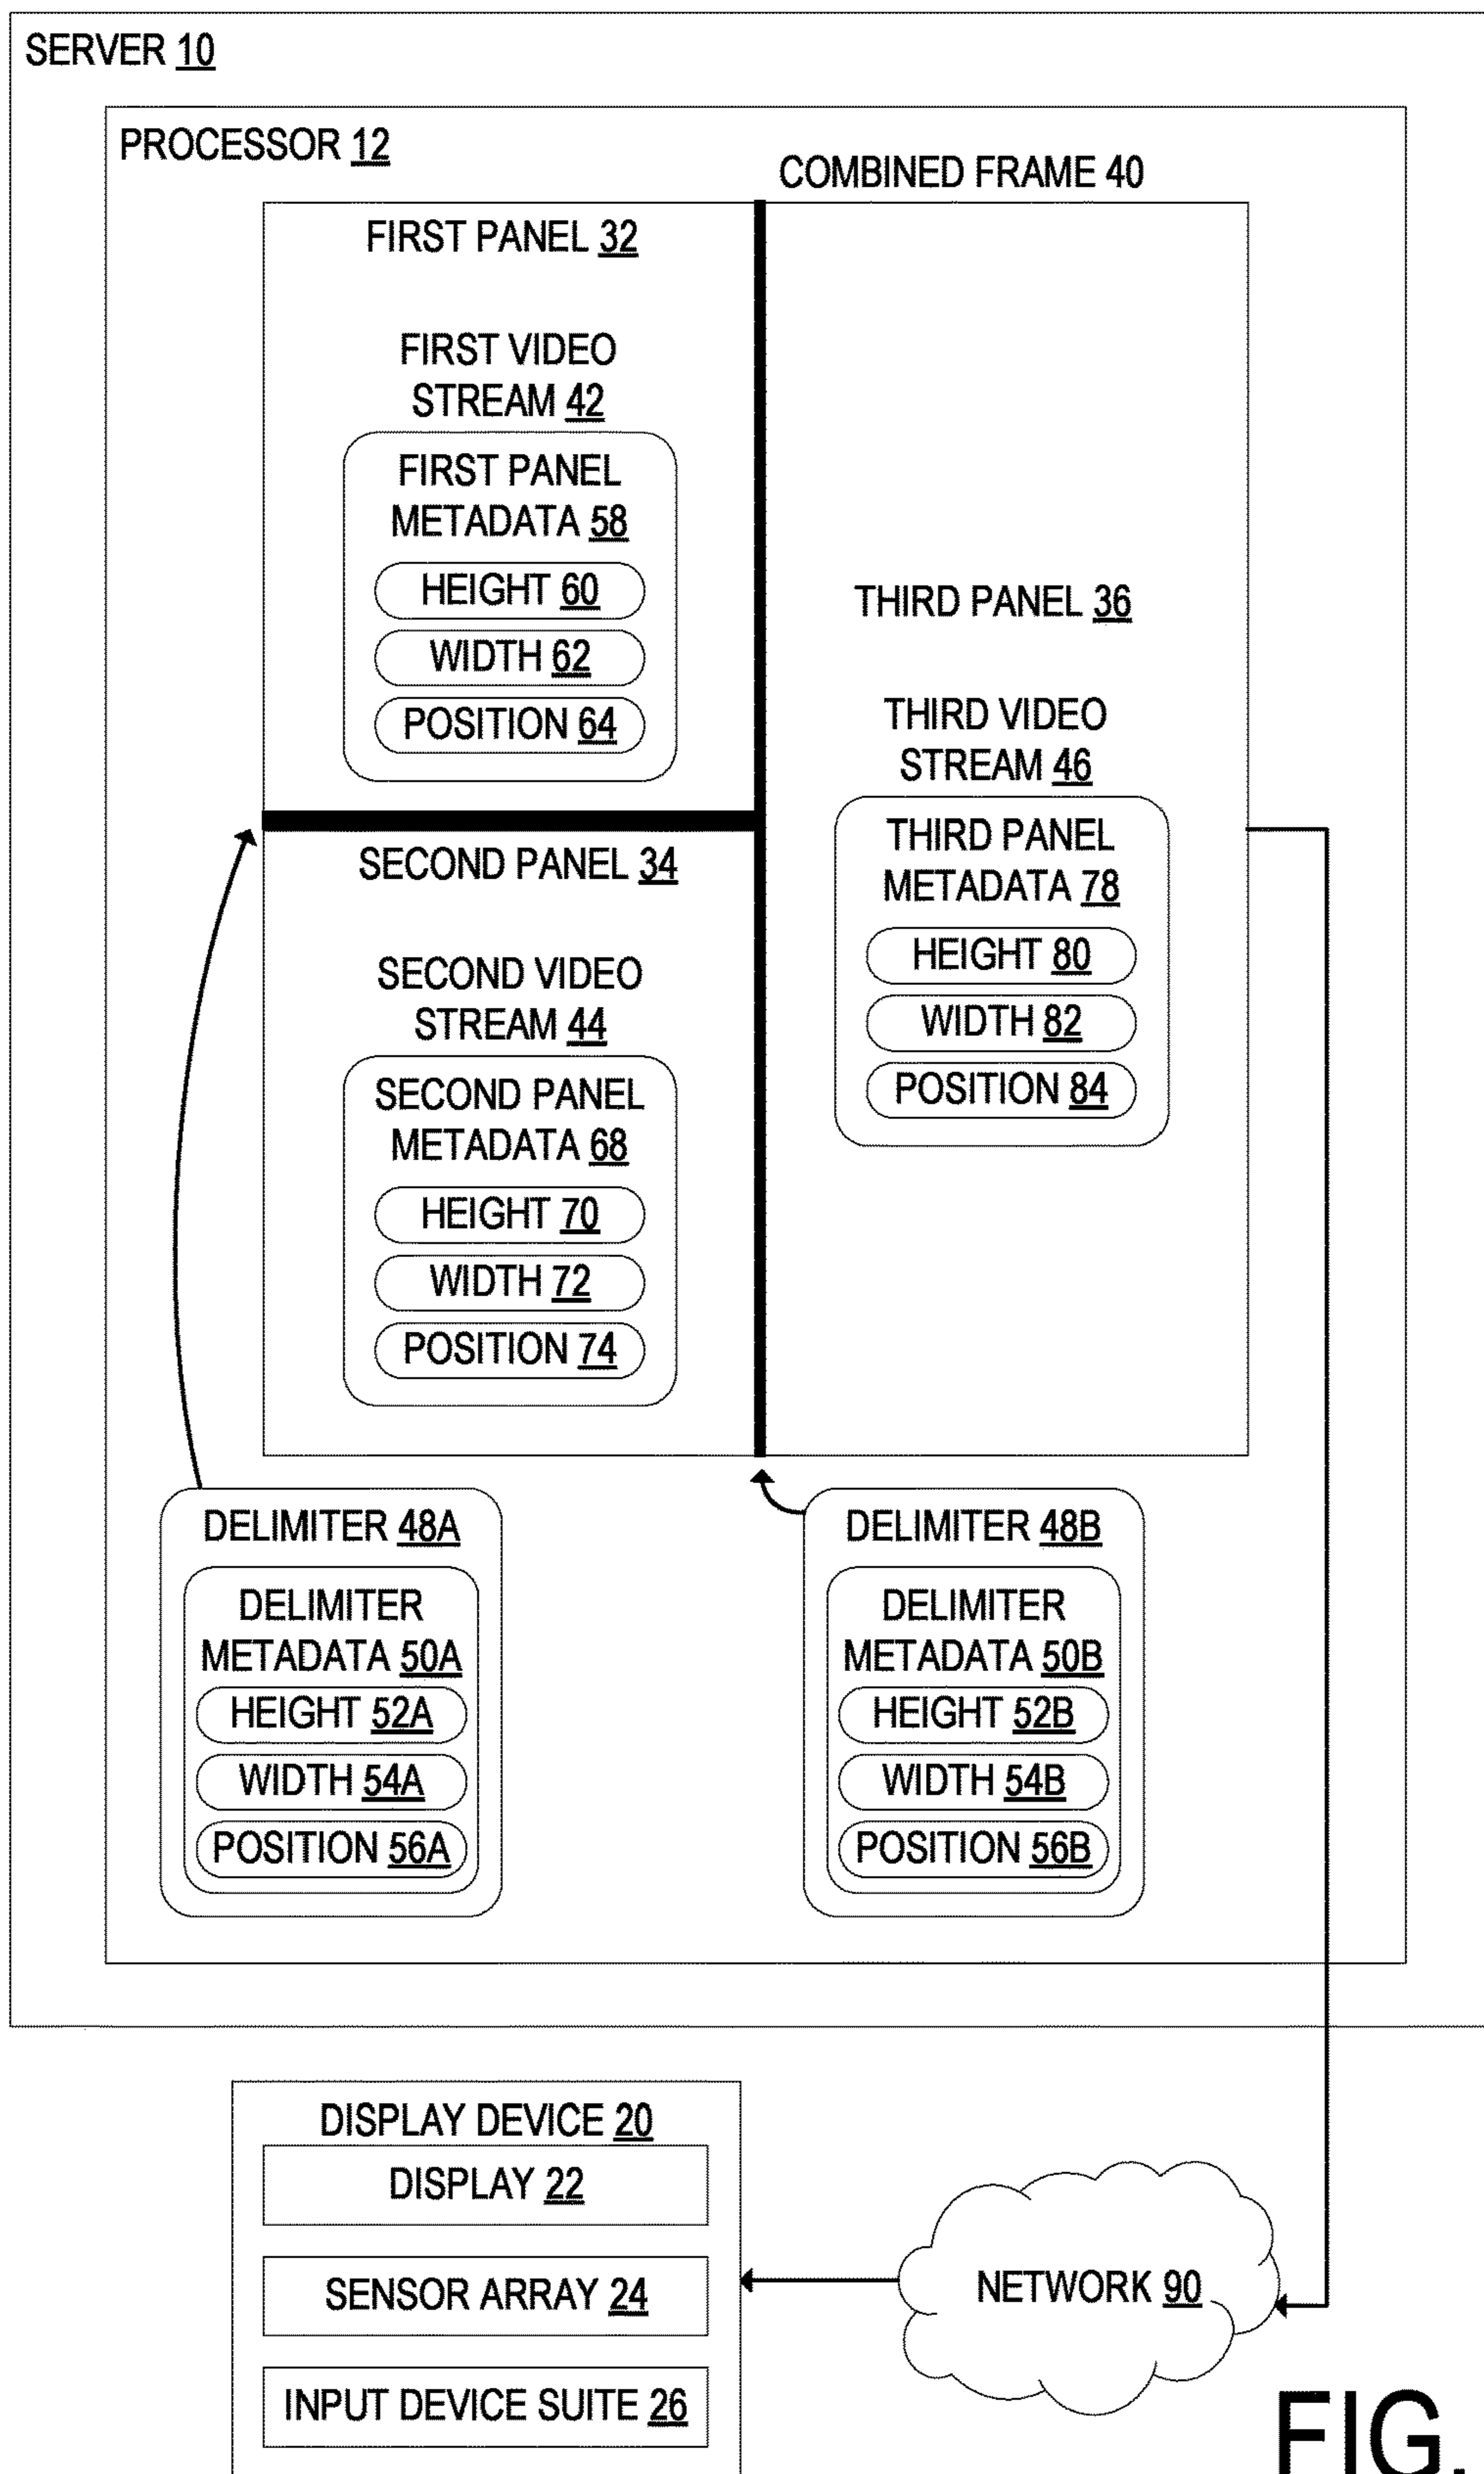 SERVER 10
PROCESSOR 12
COMBINED FRAME 40
FIRST PANEL 32
FIRST VIDEO
STREAM 42
FIRST PANEL
METADATA 58
HEIGHT 60
WIDTH 62
POSITION 64
SECOND PANEL 34
SECOND VIDEO
STREAM 44
SECOND PANEL
METADATA 68
HEIGHT 70
WIDTH 72
POSITION 74
THIRD PANEL 36
THIRD VIDEO
STREAM 46
THIRD PANEL
METADATA 78
HEIGHT 80
WIDTH 82
POSITION 84
DELIMITER 48A
DELIMITER
METADATA 50A
HEIGHT 52A
WIDTH 54A
POSITION 56A
DELIMITER 48B
DELIMITER
METADATA 50B
HEIGHT 52B
WIDTH 54B
POSITION 56B
DISPLAY DEVICE 20
DISPLAY 22
SENSOR ARRAY 24
INPUT DEVICE SUITE 26
NETWORK 90
FIG.